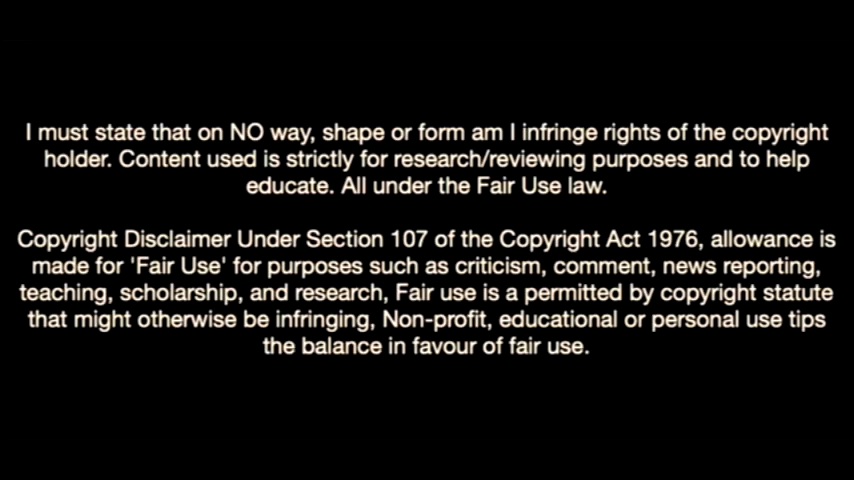 I must state that on NO way, shape or form am I infringe rights of the copyright
holder. Content used is strictly for research/reviewing purposes and to help
educate. All under the Fair Use law.
Copyright Disclaimer Under Section 107 of the Copyright Act 1976, allowance is
made for 'Fair Use' for purposes such as criticism, comment, news reporting,
teaching, scholarship, and research, Fair use is a permitted by copyright statute
that might otherwise be infringing, Non-profit, educational or personal use tips
the balance in favour of fair use.